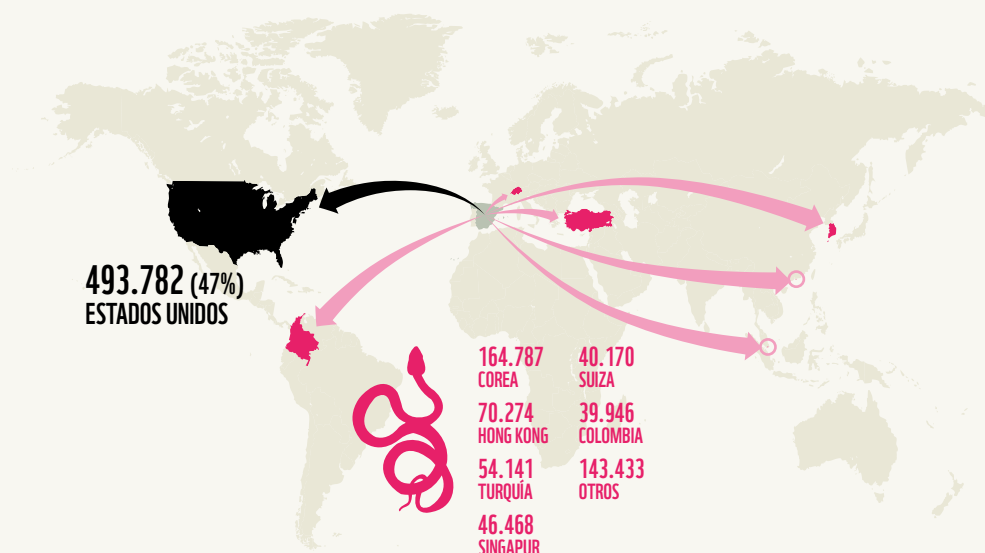 493.782 (47%)
ESTADOS UNIDOS
164.787
COREA
70.274
HONG KONG
54.141
TURQUÍA
46.468
SINGAPUR
40.170
SUIZA
39.946
COLOMBIA
143.433
OTROS